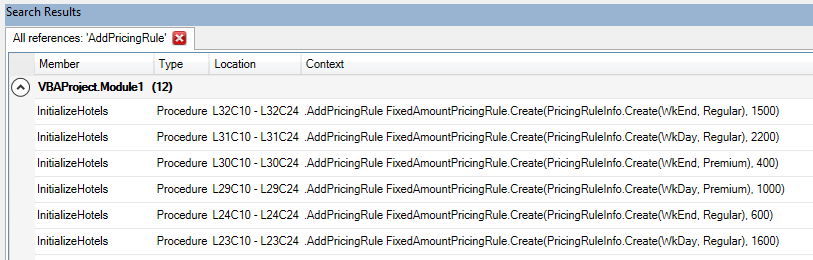 Search Results
All references: 'AddPricingRule'
Member Type Location Context
VBAProject.Module1 (12)
InitializeHotels Procedure L32C10 - L32C24 .AddPricingRule FixedAmountPricingRule.Create(PricingRuleInfo.Create(WkEnd, Regular), 1500)
InitializeHotels Procedure L31C10 - L31C24 .AddPricingRule FixedAmountPricingRule.Create(PricingRuleInfo.Create(WkDay, Regular), 2200)
InitializeHotels Procedure L30C10 - L30C24 .AddPricingRule FixedAmountPricingRule.Create(PricingRuleInfo.Create(WkEnd, Premium), 400)
InitializeHotels Procedure L29C10 - L29C24 .AddPricingRule FixedAmountPricingRule.Create(PricingRuleInfo.Create(WkDay, Premium), 1000)
InitializeHotels Procedure L24C10 - L24C24 .AddPricingRule FixedAmountPricingRule.Create(PricingRuleInfo.Create(WkEnd, Regular), 600)
InitializeHotels Procedure L23C10 - L23C24 .AddPricingRule FixedAmountPricingRule.Create(PricingRuleInfo.Create(WkDay, Regular), 1600)